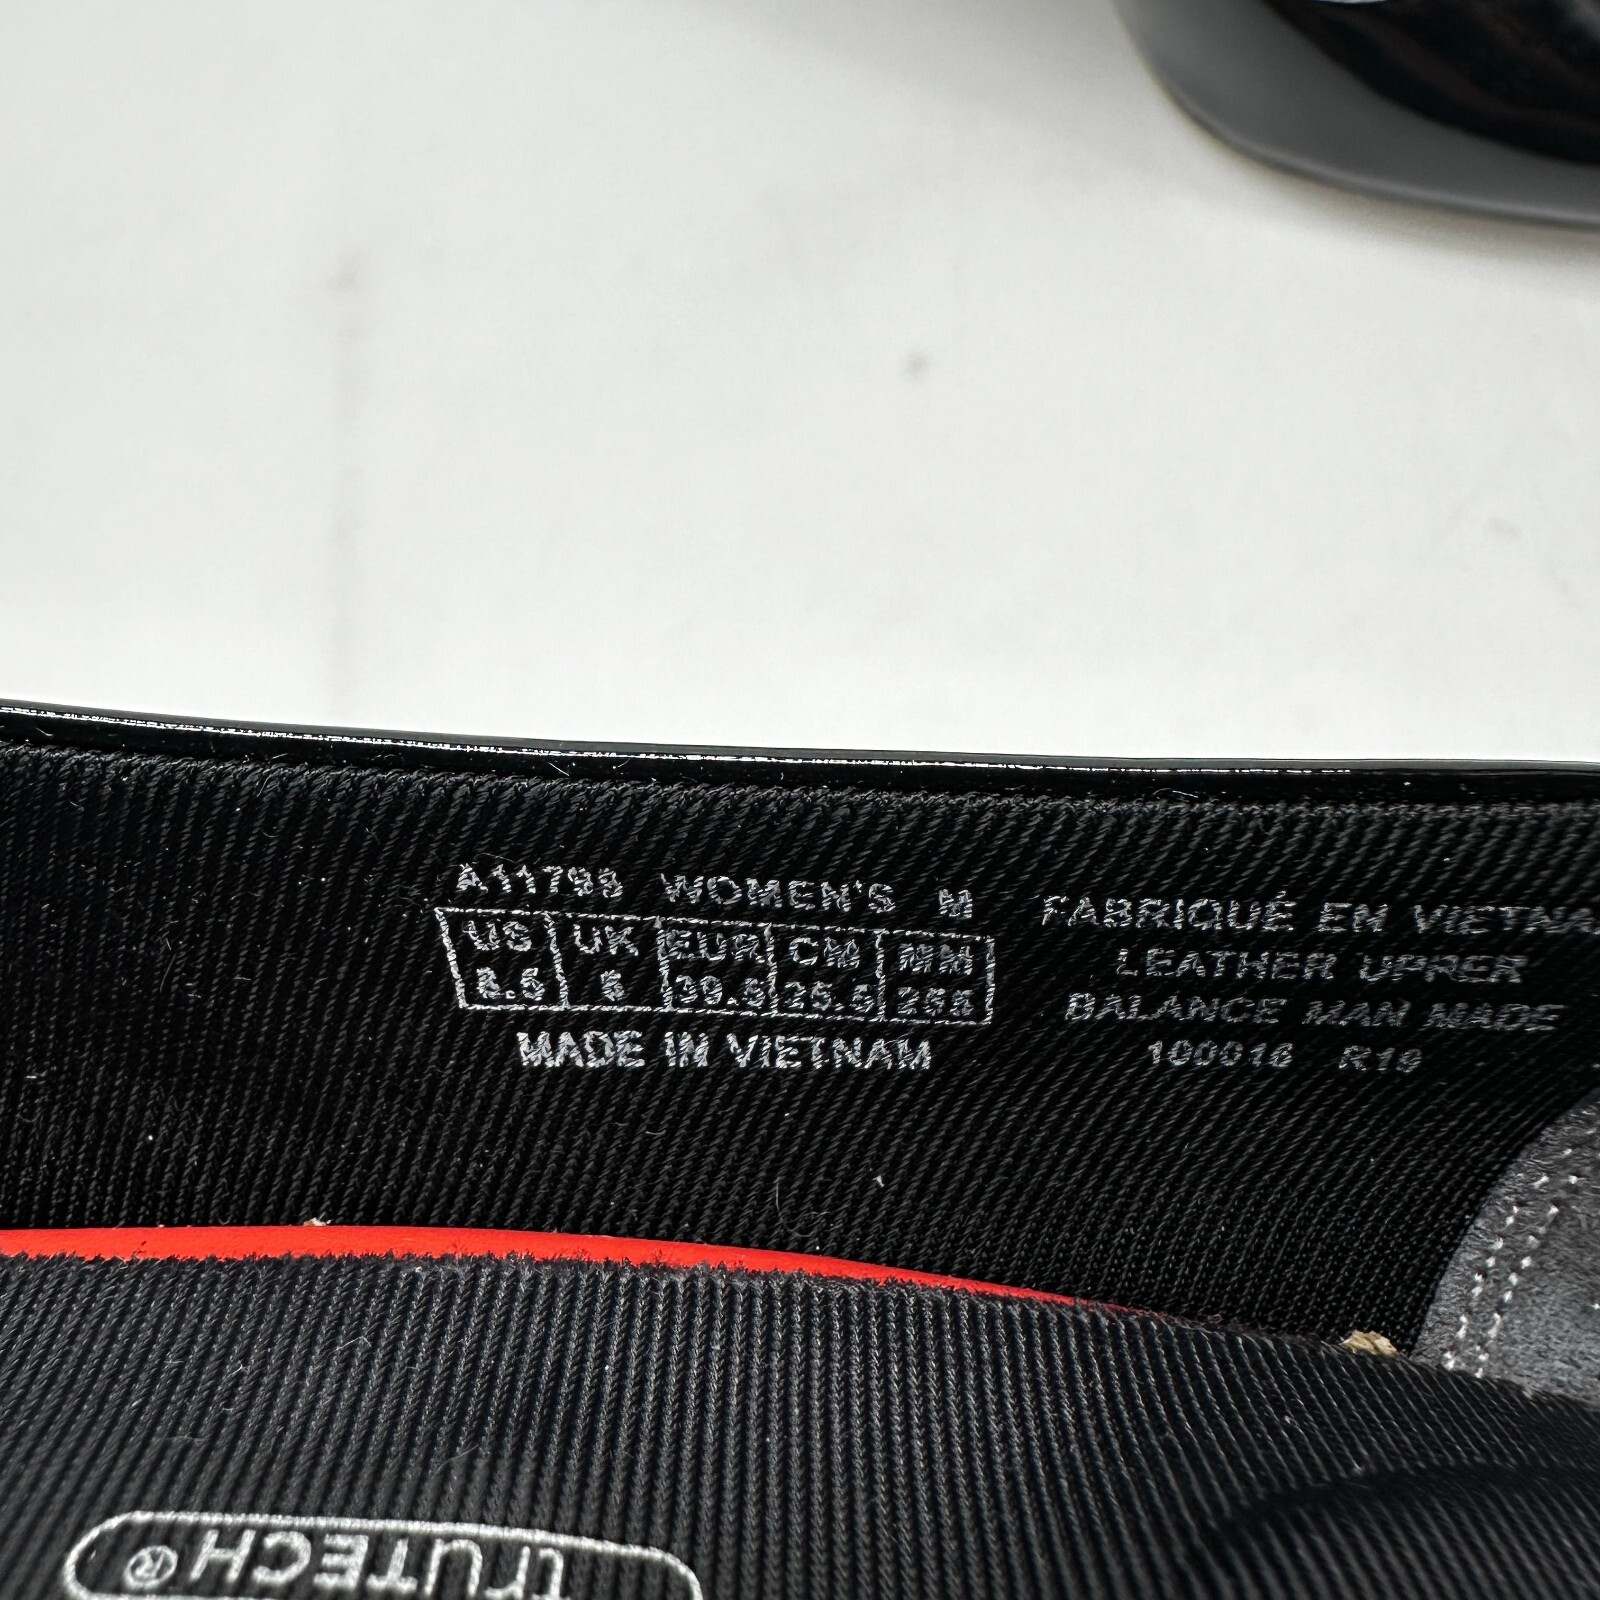 A11798 WOMEN'S M
US UK EUR CM MM
8.5 6 39.5 25.5 255
MADE IN VIETNAM
FABRIQUÉ EN VIETNA
LEATHER UPPER
BALANCE MAN MADE
100016 R19
truTECH®